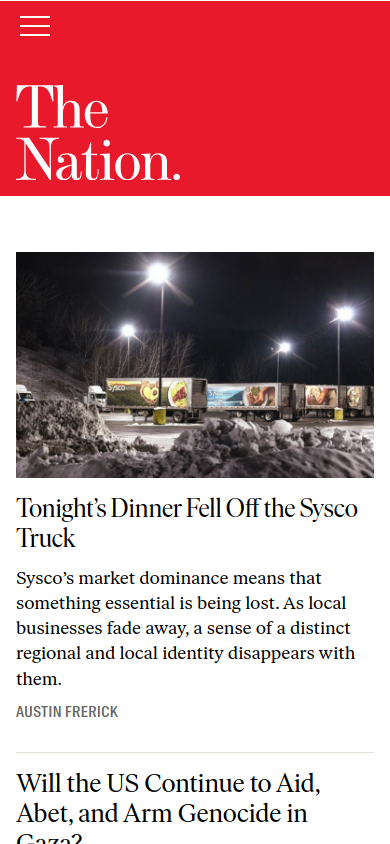 The
Nation.
Sysco
Tonight's Dinner Fell Off the Sysco
Truck
Sysco’s market dominance means that
something essential is being lost. As local
businesses fade away, a sense of a distinct
regional and local identity disappears with
them.
AUSTIN FRERICK
Will the US Continue to Aid,
Abet, and Arm Genocide in
Gaza?